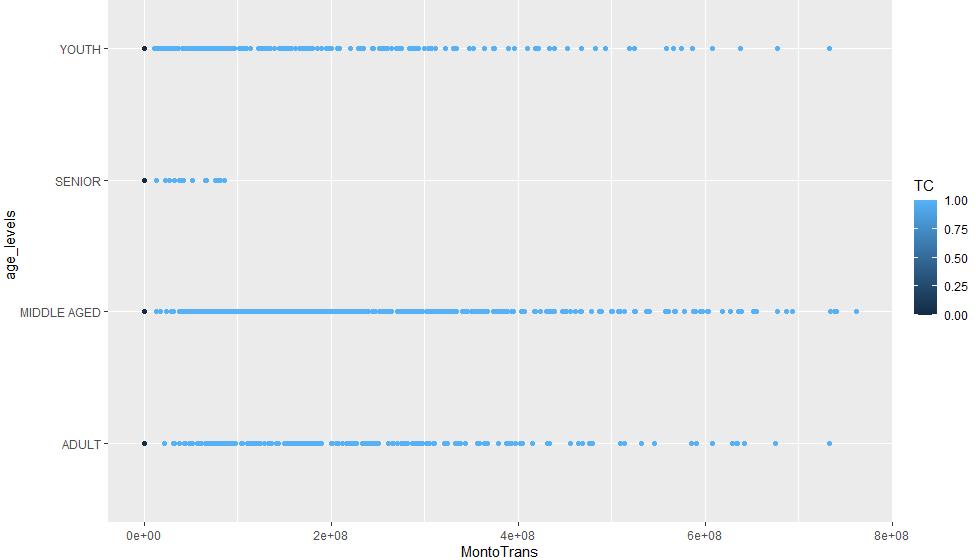 YOUTH
SENIOR
MIDDLE AGED
ADULT
age_levels
0e+00 2e+08 4e+08 6e+08 8e+08
MontoTrans
TC
1.00
0.75
0.50
0.25
0.00